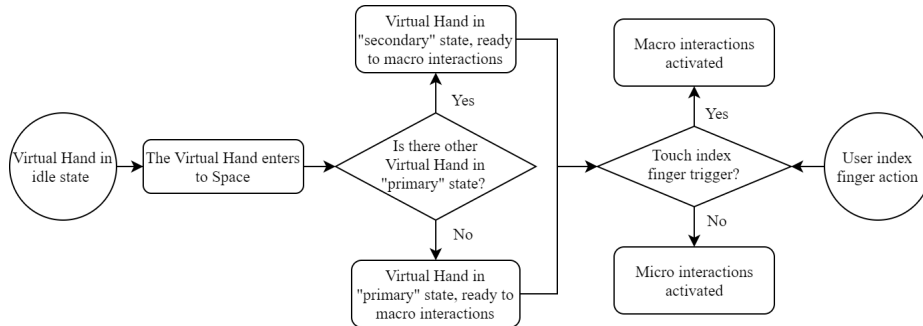 Virtual Hand in
idle state
The Virtual Hand enters
to Space
Virtual Hand in
"secondary" state, ready
to macro interactions
Yes
Is there other
Virtual Hand in
"primary" state?
No
Virtual Hand in
"primary" state, ready to
macro interactions
Macro interactions
activated
Yes
Touch index
finger trigger?
No
Micro interactions
activated
User index
finger action